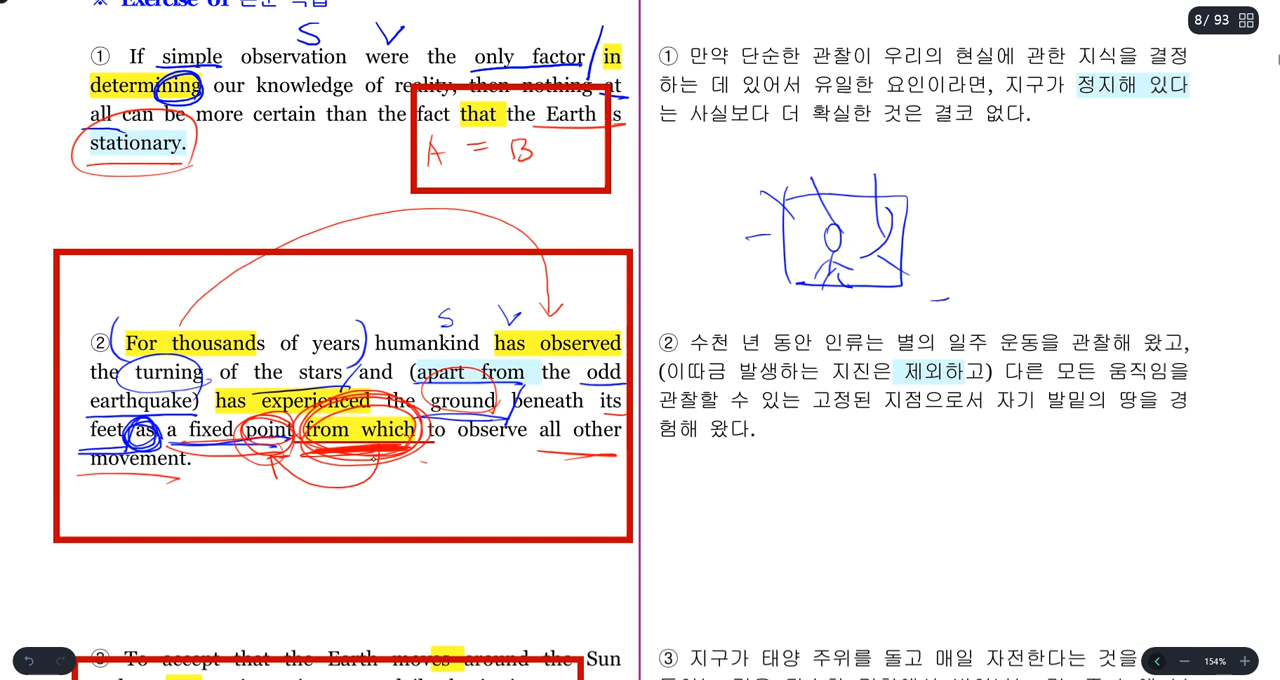 ※ Exercise of 본문 독립
8 / 93
S V
① If simple observation were the only factor in
determining our knowledge of reality, then nothing at
all can be more certain than the fact that the Earth is
stationary.
A = B
① 만약 단순한 관찰이 우리의 현실에 관한 지식을 결정
하는 데 있어서 유일한 요인이라면, 지구가 정지해 있다
는 사실보다 더 확실한 것은 결코 없다.
S V
② For thousands of years humankind has observed
the turning of the stars and (apart from the odd
earthquake) has experienced the ground beneath its
feet as a fixed point from which to observe all other
movement.
② 수천 년 동안 인류는 별의 일주 운동을 관찰해 왔고,
(이따금 발생하는 지진은 제외하고) 다른 모든 움직임을
관찰할 수 있는 고정된 지점으로서 자기 발밑의 땅을 경
험해 왔다.
③ To accept that the Earth moves around the Sun
③ 지구가 태양 주위를 돌고 매일 자전한다는 것을
154%